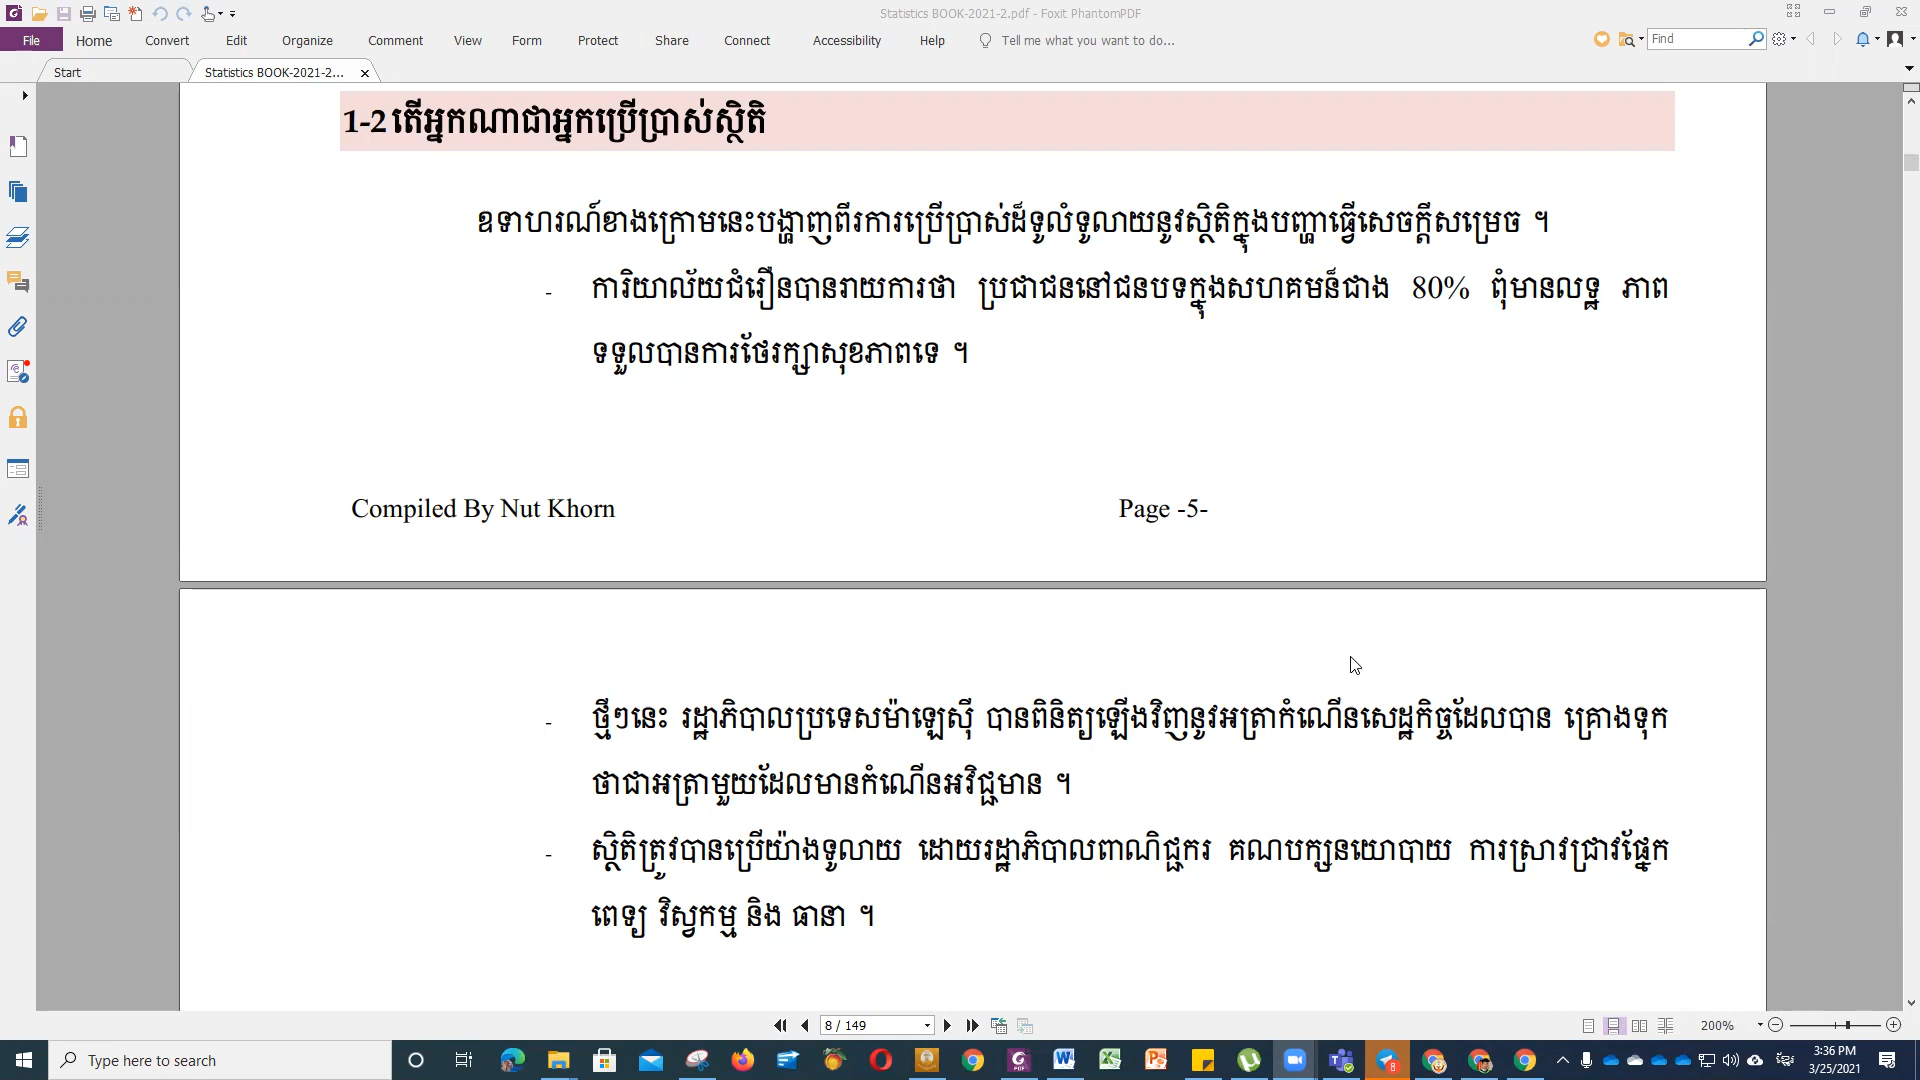 Statistics BOOK-2021-2.pdf - Foxit PhantomPDF
File Home Convert Edit Organize Comment View Form Protect Share Connect Accessibility Help Tell me what you want to do... Find
Start Statistics BOOK-2021-2...
1-2 តើអ្នកណាជាអ្នកប្រើប្រាស់ស្ថិតិ
ឧទាហរណ៍ខាងក្រោមនេះបង្ហាញពីរការប្រើប្រាស់ដ៏ទូលំទូលាយនូវស្ថិតិក្នុងបញ្ហាធ្វើសេចក្តីសម្រេច ។
- ការិយាល័យជំរឿនបានរាយការថា ប្រជាជននៅជនបទក្នុងសហគមន៏ជាង 80% ពុំមានលទ្ឋ ភាព
ទទួលបានការថែរក្សាសុខភាពទេ ។
Compiled By Nut Khorn Page -5-
- ថ្មីៗនេះ រដ្ឋាភិបាលប្រទេសម៉ាឡេស៊ី បានពិនិត្យឡើងវិញនូវអត្រាកំណើនសេដ្ឋកិច្ចដែលបាន គ្រោងទុក
ថាជាអត្រាមួយដែលមានកំណើនអវិជ្ជមាន ។
- ស្ថិតិត្រូវបានប្រើយ៉ាងទូលាយ ដោយរដ្ឋាភិបាលពាណិជ្ជករ គណបក្សនយោបាយ ការស្រាវជ្រាវផ្នែក
ពេទ្យ វិស្វកម្ម និង ធានា ។
8 / 149 200%
Type here to search 3:36 PM
3/25/2021